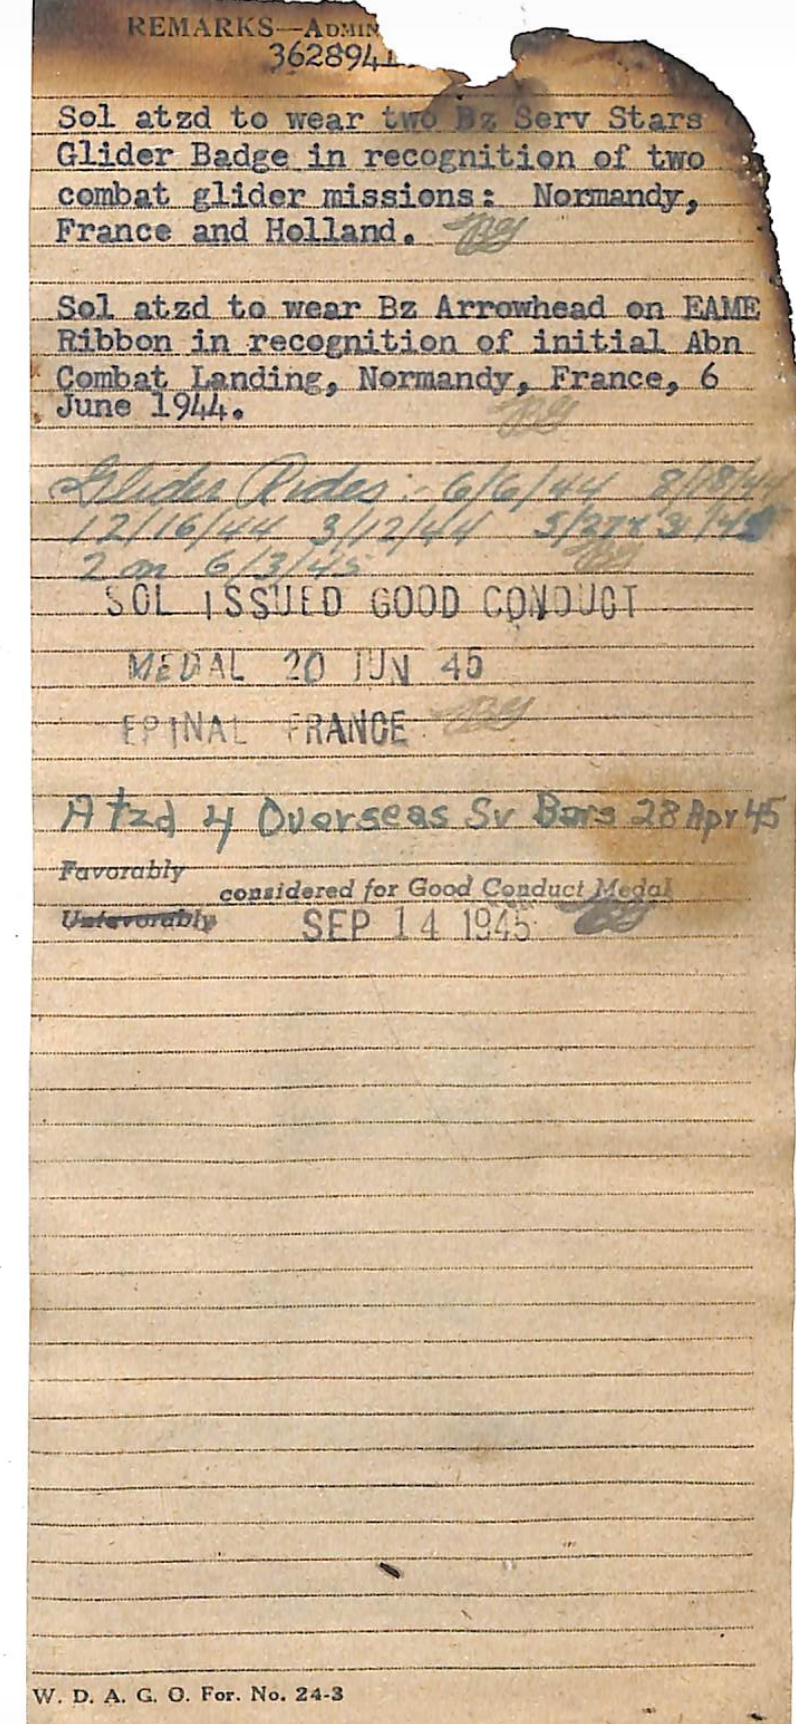 REMARKS—ADMIN
3628941
Sol atzd to wear two Bz Serv Stars
Glider Badge in recognition of two
combat glider missions: Normandy,
France and Holland.
Sol atzd to wear Bz Arrowhead on EAME
Ribbon in recognition of initial Abn
Combat Landing, Normandy, France, 6
June 1944.
Glider Rides:- 6/6/44 8/18/44
12/16/44 3/12/44
2 on 6/3/45
SOL ISSUED GOOD CONDUCT
MEDAL 20 JUN 45
EPINAL FRANCE
Atzd 4 Overseas Sv Bars 28 Apr 45
Favorably
considered for Good Conduct Medal
Unfavorably
SEP 14 1945
W. D. A. G. O. For. No. 24-3